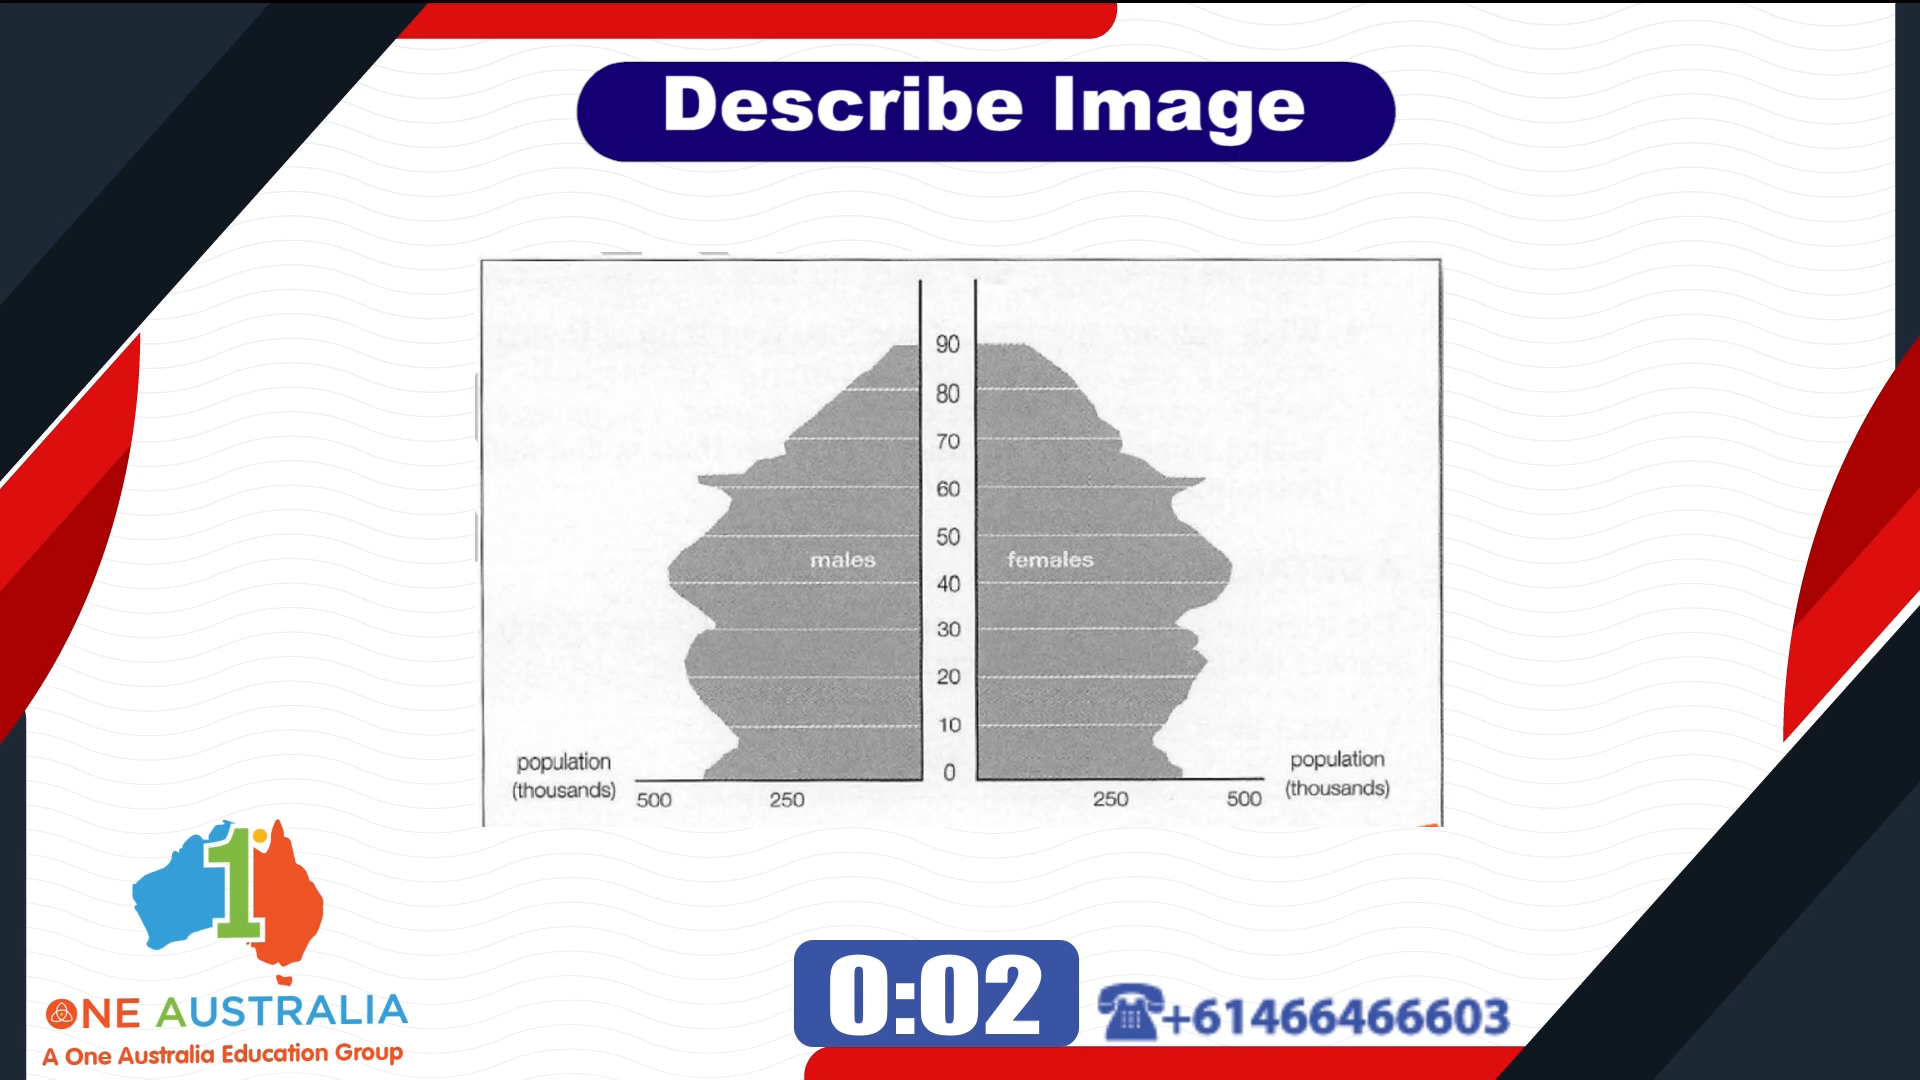 Describe Image
90
80
70
60
50
males
females
40
30
20
10
0
population
(thousands)
500
250
250
500
population
(thousands)
1
ONE AUSTRALIA
A One Australia Education Group
0:02
+61466466603